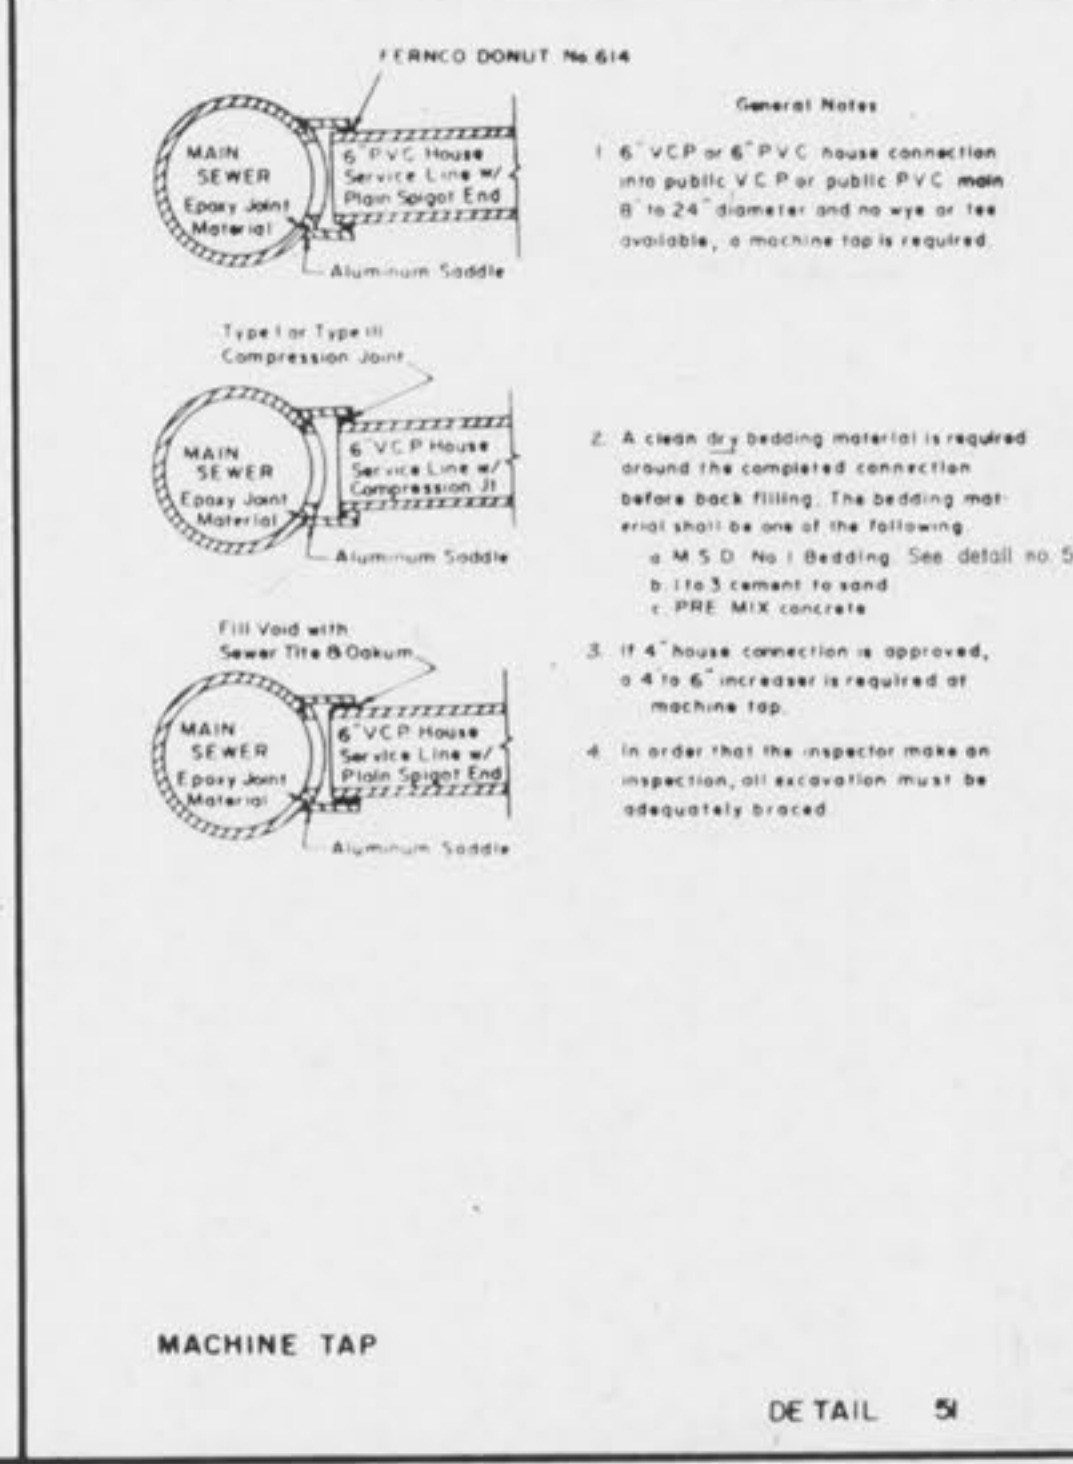 FERNCO DONUT No. 614
MAIN
SEWER
Epoxy Joint
Material
6" PVC House
Service Line w/
Plain Spigot End
Aluminum Saddle
Type I or Type III
Compression Joint
MAIN
SEWER
Epoxy Joint
Material
6" VCP House
Service Line w/
Compression Jt
Aluminum Saddle
Fill Void with
Sewer Tite & Oakum
MAIN
SEWER
Epoxy Joint
Material
6" VCP House
Service Line w/
Plain Spigot End
Aluminum Saddle
General Notes
1 6" VCP or 6" PVC house connection
into public VCP or public PVC main
8" to 24" diameter and no wye or tee
available, a machine tap is required.
2. A clean dry bedding material is required
around the completed connection
before back filling. The bedding mat-
erial shall be one of the following
a M.S.D. No 1 Bedding See detail no. 5
b. 1 to 3 cement to sand
c. PRE MIX concrete
3. If 4" house connection is approved,
a 4" to 6" increaser is required at
machine tap.
4. In order that the inspector make an
inspection, all excavation must be
adequately braced.
MACHINE TAP
DETAIL 51